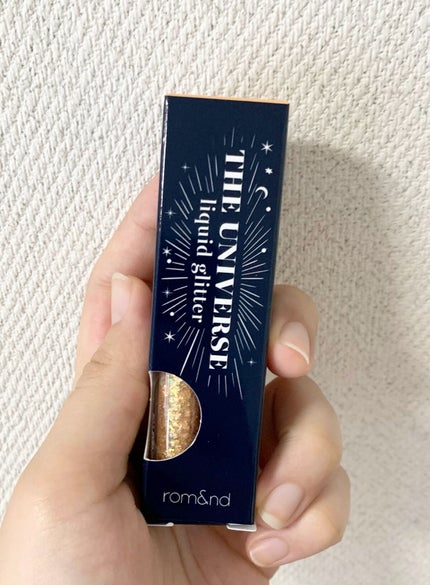 THE UNIVERSE
liquid glitter
rom&nd